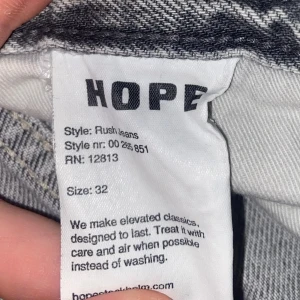 HOPE
Style: Rush Jeans
Style nr: 00 265 851
RN: 12813
Size: 32
We make elevated classics,
designed to last. Treat it with
care and air when possible
instead of washing.
hopestockholm.com